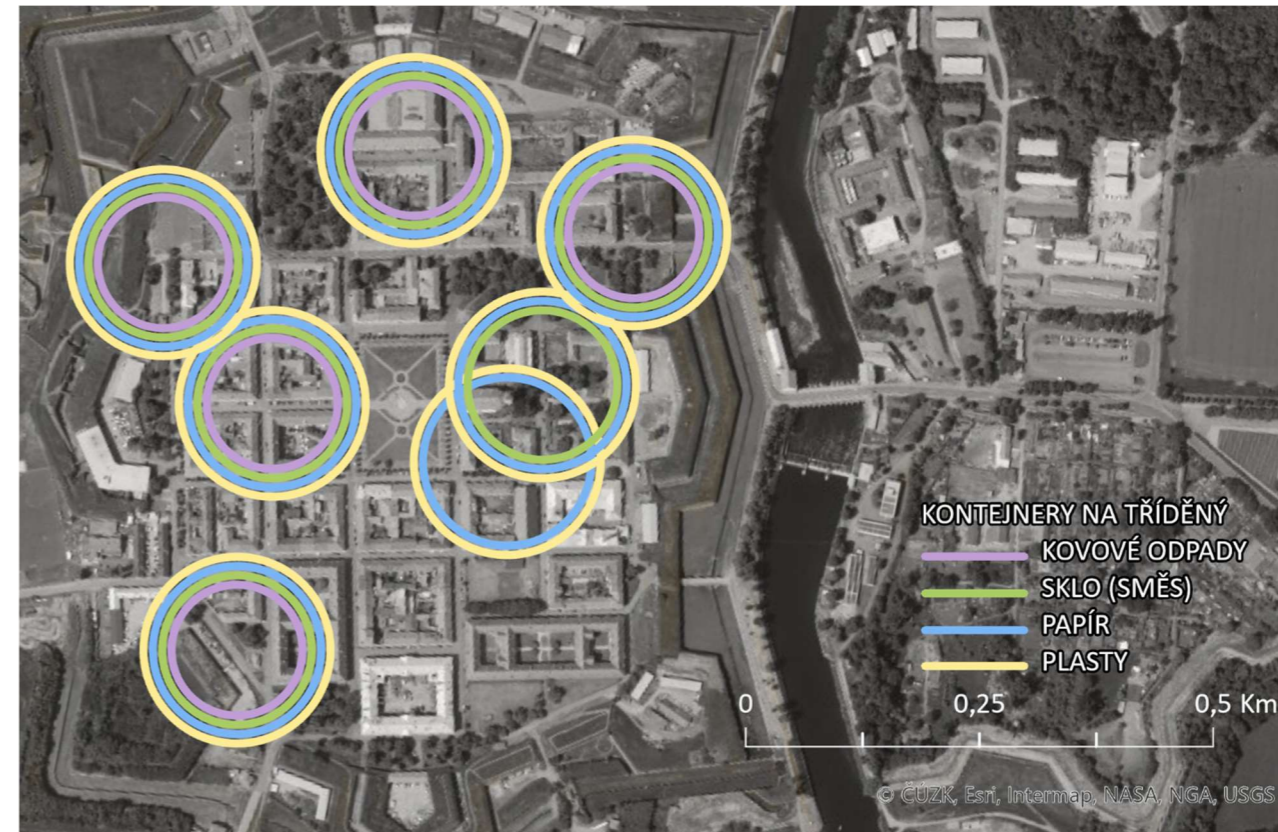 KONTEJNERY NA TŘÍDĚNÝ
KOVOVÉ ODPADY
SKLO (SMĚS)
PAPÍR
PLASTY
0 0,25 0,5 Km
© CUZK, Esri, Intermap, NASA, NGA, USGS